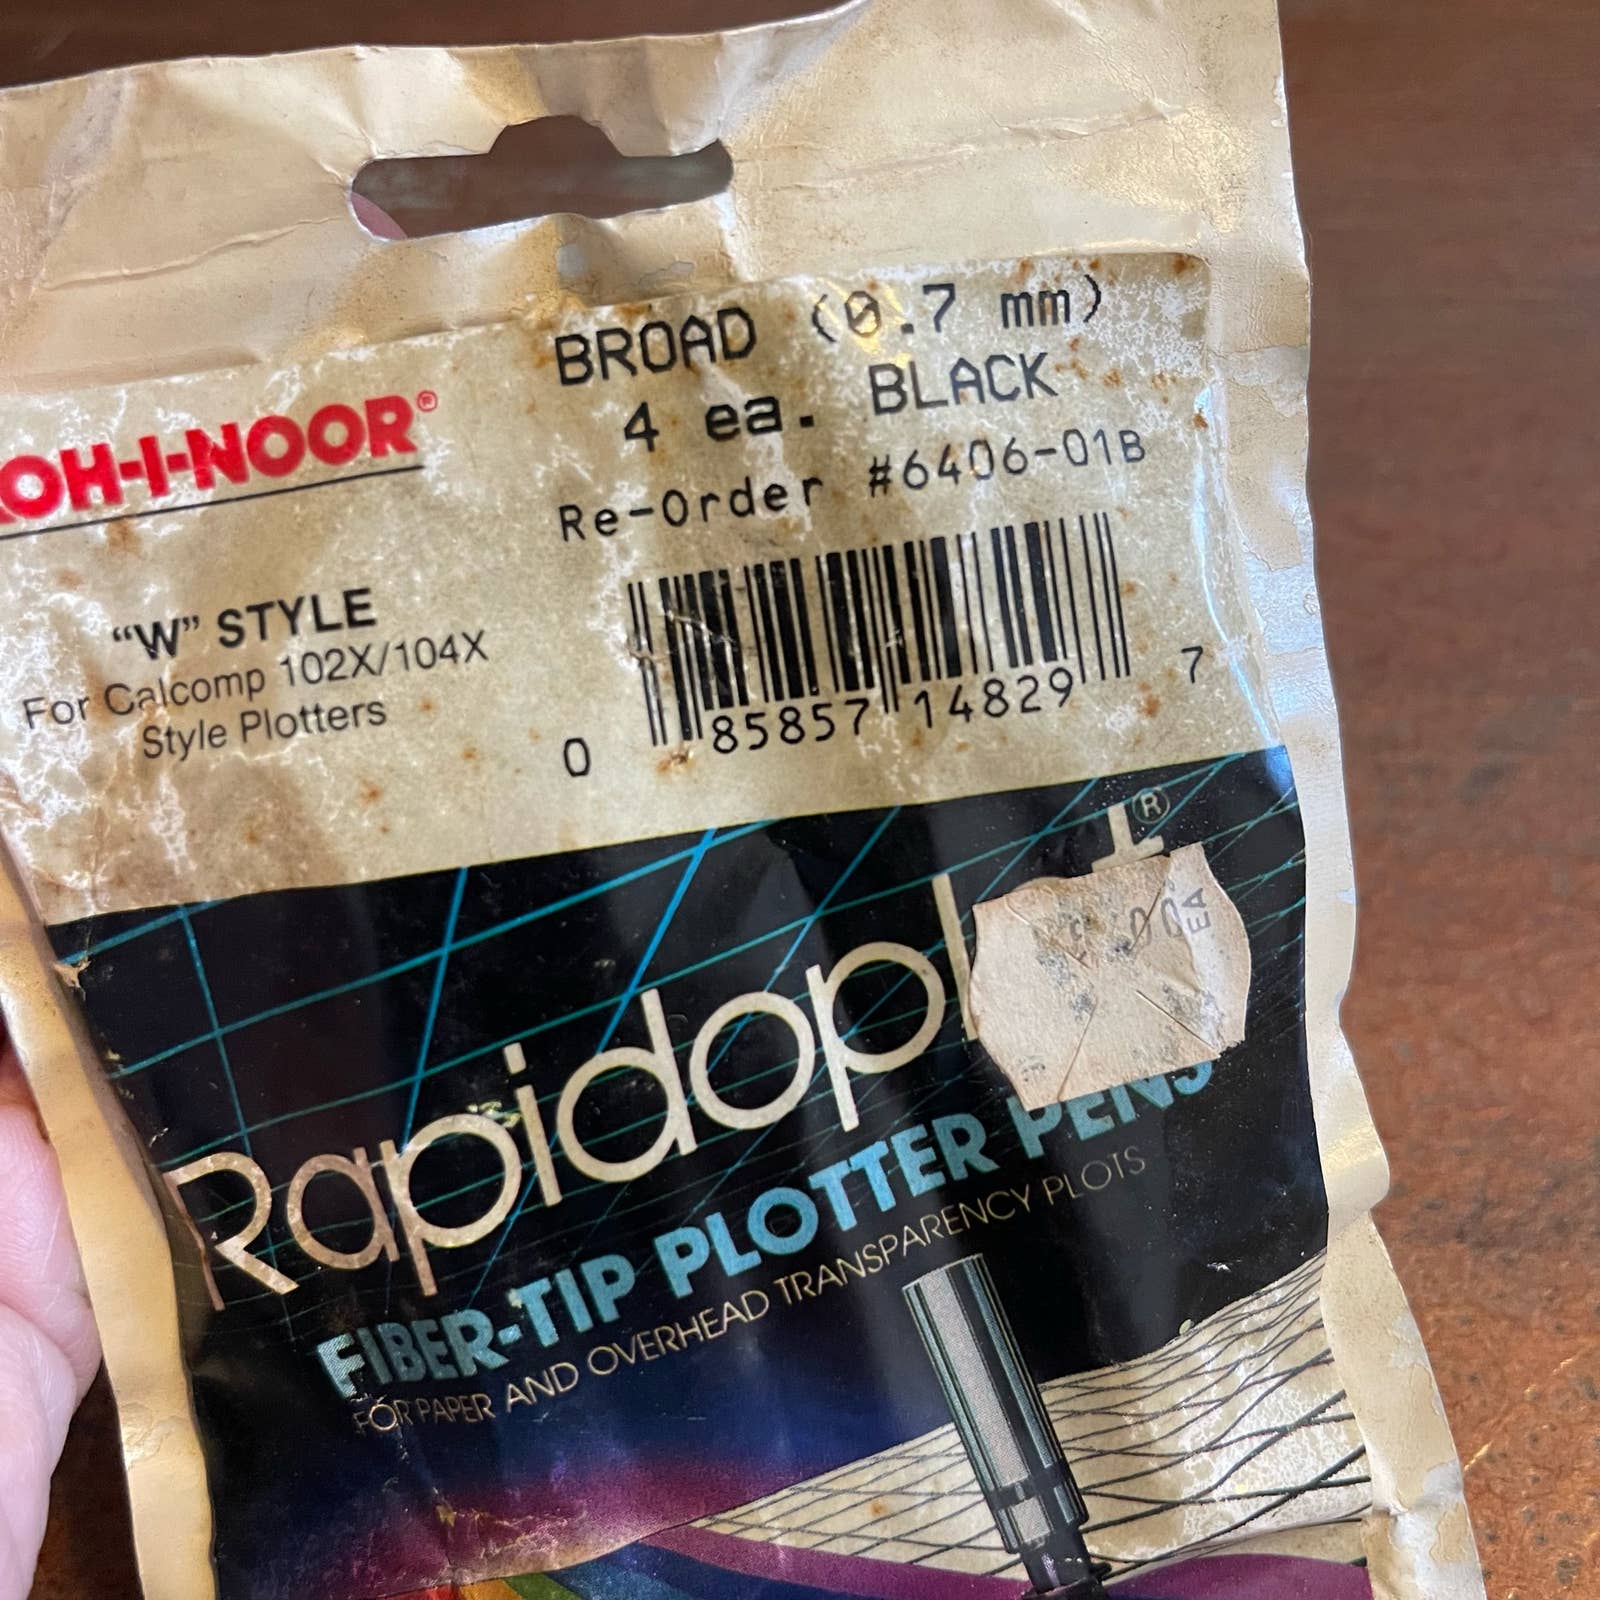 BROAD (0.7 mm)
4 ea. BLACK
Re-Order #6406-01B
OH-I-NOOR®
"W" STYLE
For Calcomp 102X/104X
Style Plotters
0 85857 14829 7
Rapidopl T®
EA
FIBER-TIP PLOTTER PENS
FOR PAPER AND OVERHEAD TRANSPARENCY PLOTS